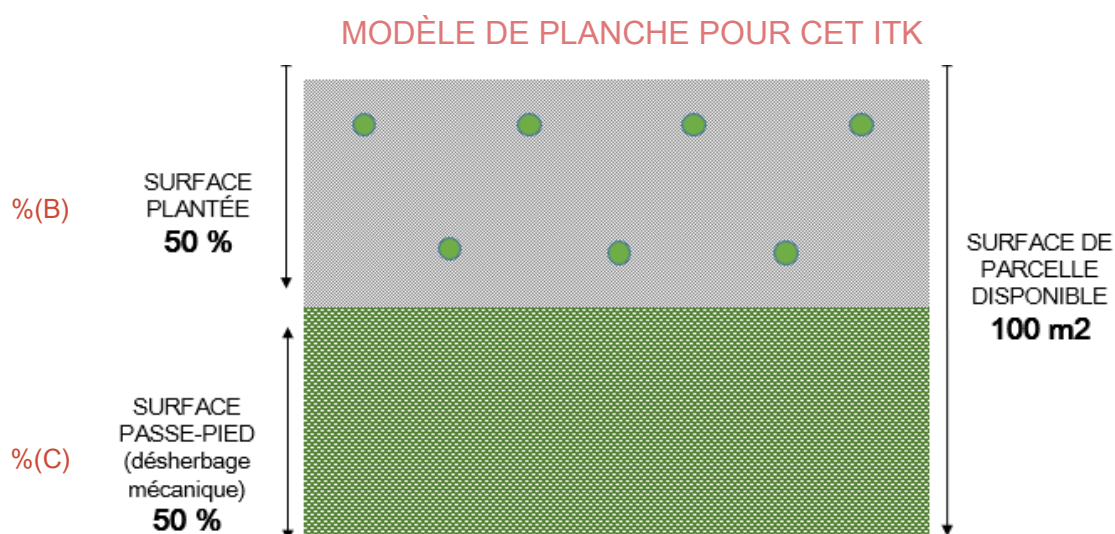 MODÈLE DE PLANCHE POUR CET ITK
%(B)
SURFACE
PLANTÉE
50 %
SURFACE DE
PARCELLE
DISPONIBLE
100 m2
%(C)
SURFACE
PASSE-PIED
(désherbage
mécanique)
50 %